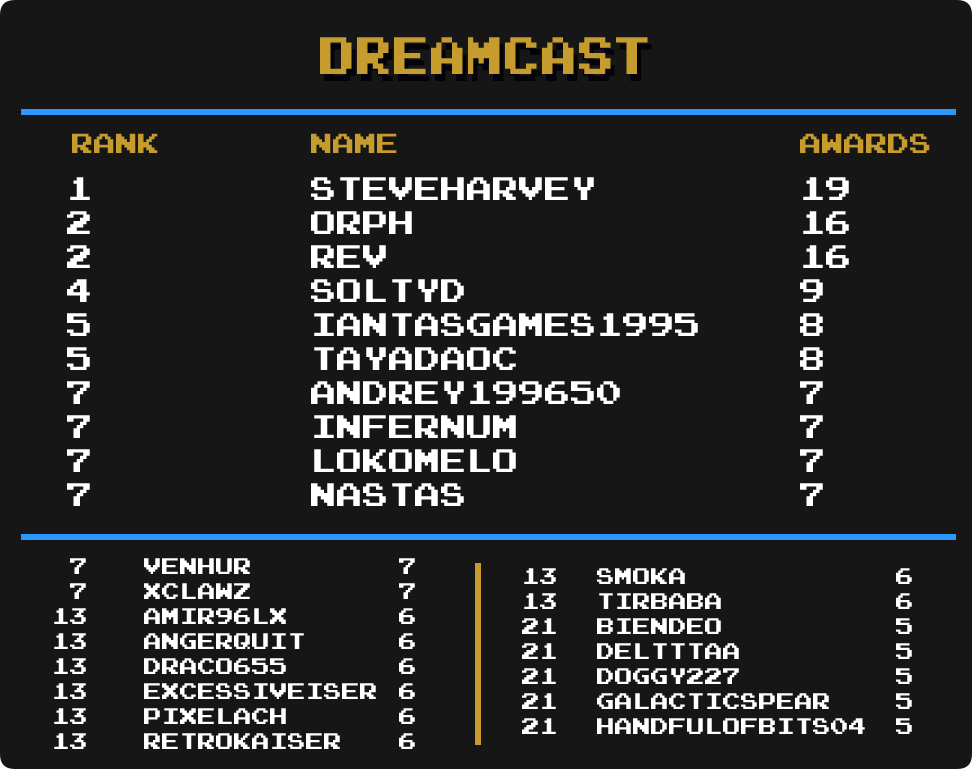 DREAMCAST
RANK NAME AWARDS
1 STEVEHARVEY 19
2 ORPH 16
2 REV 16
4 SOLTYD 9
5 IANTASGAMES1995 8
5 TAYADAOC 8
7 ANDREY199650 7
7 INFERNUM 7
7 LOKOMELO 7
7 NASTAS 7
7 VENHUR 7
7 XCLAWZ 7
13 AMIR96LX 6
13 ANGERQUIT 6
13 DRACO655 6
13 EXCESSIVEISER 6
13 PIXELACH 6
13 RETROKAISER 6
13 SMOKA 6
13 TIRBABA 6
21 BIENDEO 5
21 DELTTTAA 5
21 DOGGY227 5
21 GALACTICSPEAR 5
21 HANDFULOFBITS04 5